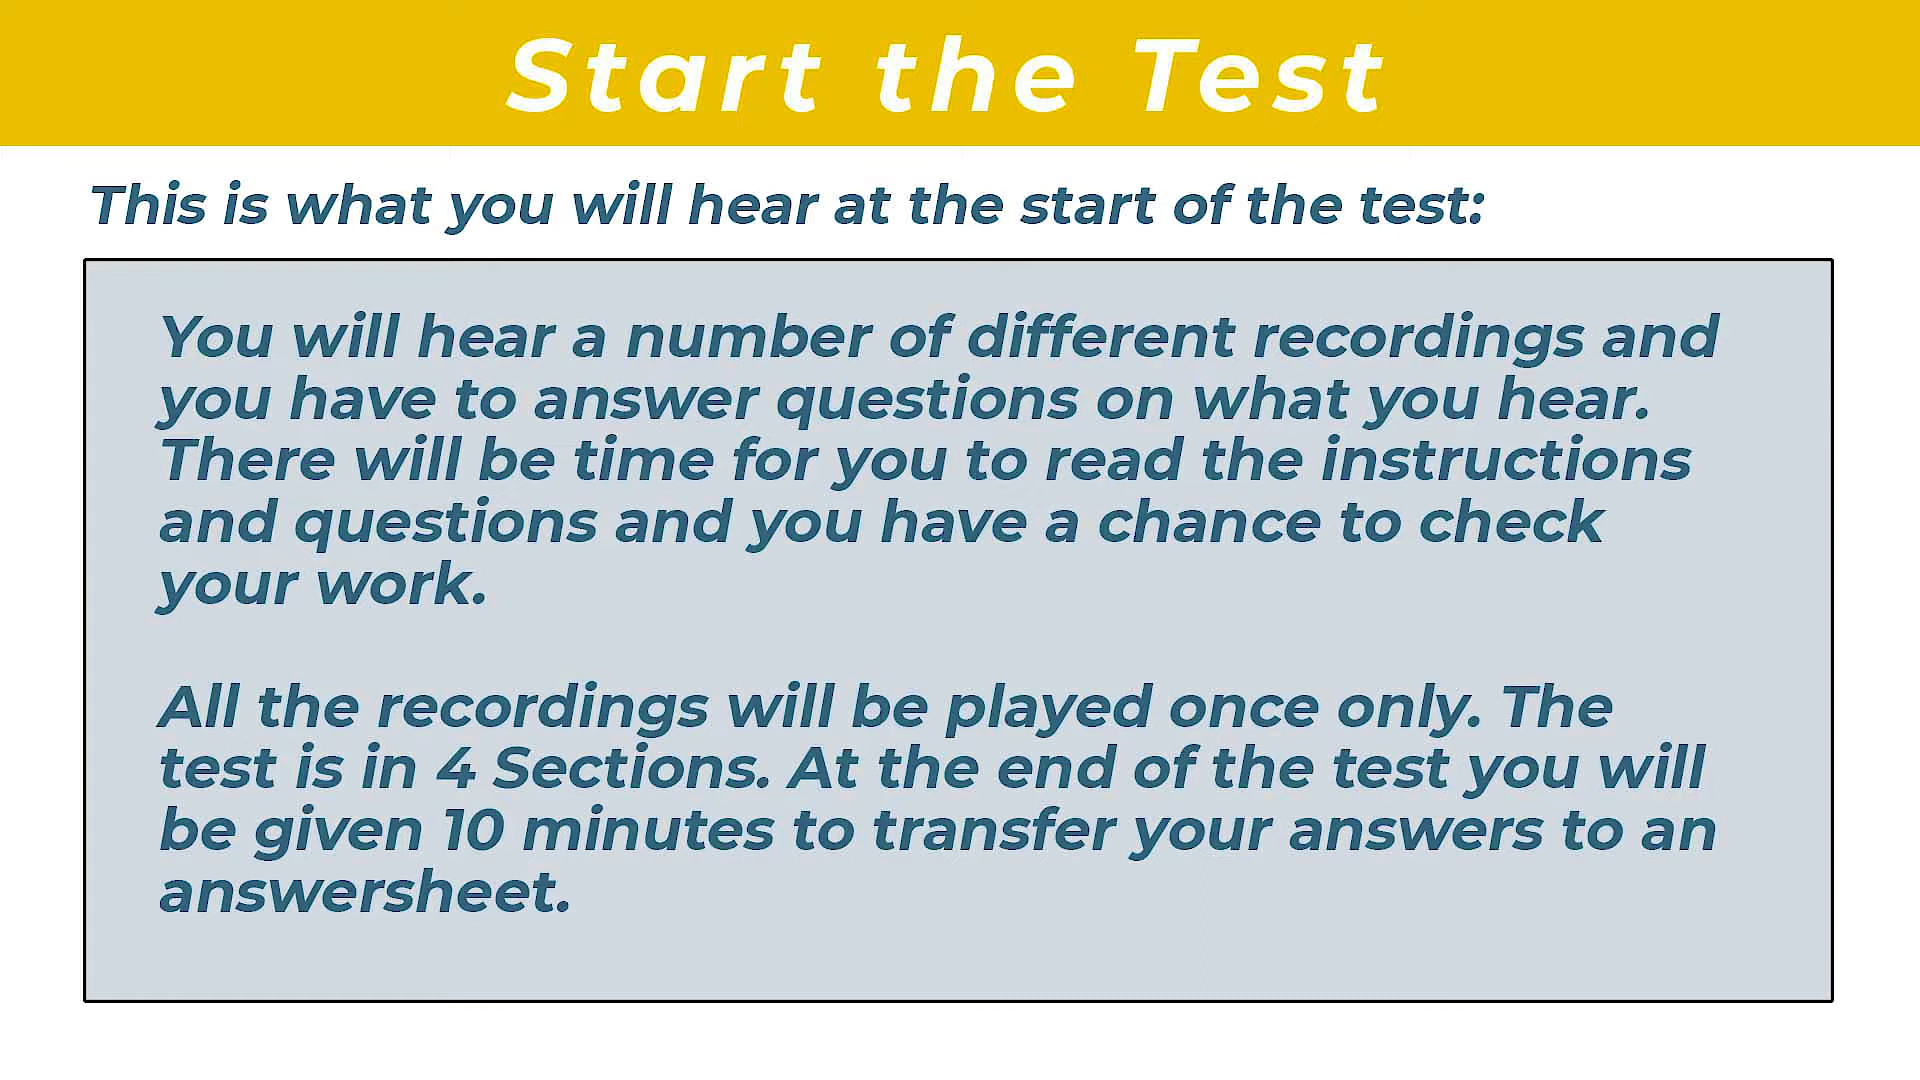 Start the Test
This is what you will hear at the start of the test:
You will hear a number of different recordings and
you have to answer questions on what you hear.
There will be time for you to read the instructions
and questions and you have a chance to check
your work.
All the recordings will be played once only. The
test is in 4 Sections. At the end of the test you will
be given 10 minutes to transfer your answers to an
answersheet.